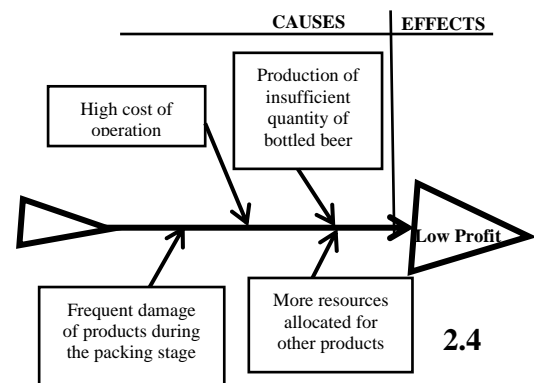 CAUSES EFFECTS
High cost of
operation
Production of
insufficient
quantity of
bottled beer
Low Profit
Frequent damage
of products during
the packing stage
More resources
allocated for
other products
2.4